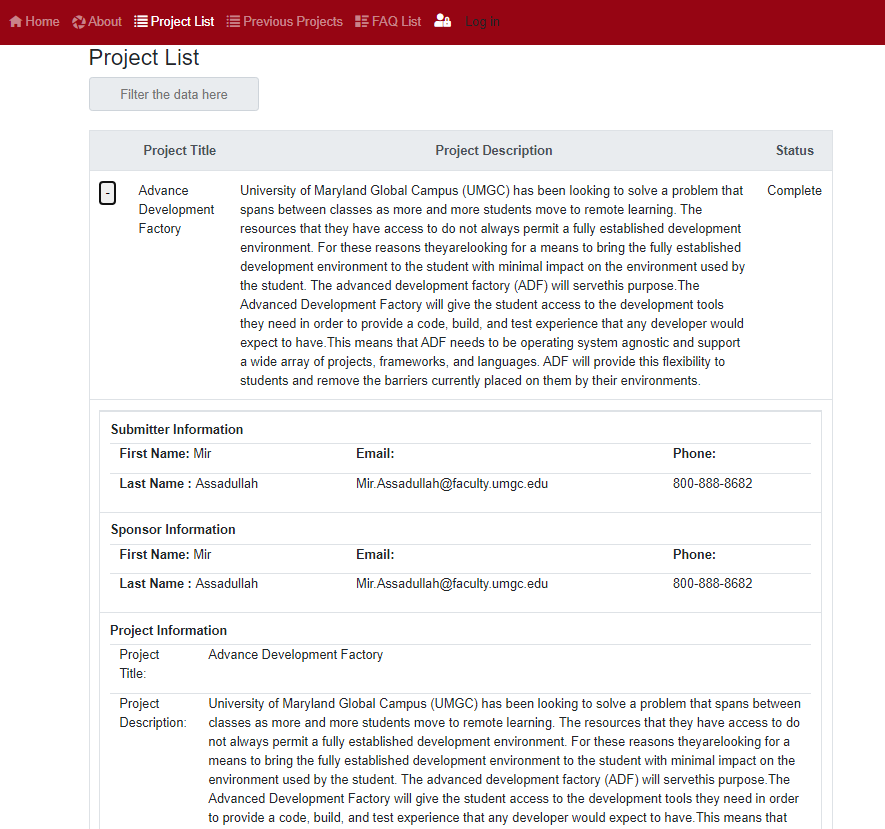 Home About Project List Previous Projects FAQ List Log in
Project List
Filter the data here
Project Title Project Description Status
- Advance University of Maryland Global Campus (UMGC) has been looking to solve a problem that Complete
Development spans between classes as more and more students move to remote learning. The
Factory resources that they have access to do not always permit a fully established development
environment. For these reasons theyarelooking for a means to bring the fully established
development environment to the student with minimal impact on the environment used by
the student. The advanced development factory (ADF) will servethis purpose.The
Advanced Development Factory will give the student access to the development tools
they need in order to provide a code, build, and test experience that any developer would
expect to have.This means that ADF needs to be operating system agnostic and support
a wide array of projects, frameworks, and languages. ADF will provide this flexibility to
students and remove the barriers currently placed on them by their environments.
Submitter Information
First Name: Mir Email: Phone:
Last Name : Assadullah Mir.Assadullah@faculty.umgc.edu 800-888-8682
Sponsor Information
First Name: Mir Email: Phone:
Last Name : Assadullah Mir.Assadullah@faculty.umgc.edu 800-888-8682
Project Information
Project Advance Development Factory
Title:
Project University of Maryland Global Campus (UMGC) has been looking to solve a problem that spans between
Description: classes as more and more students move to remote learning. The resources that they have access to do
not always permit a fully established development environment. For these reasons theyarelooking for a
means to bring the fully established development environment to the student with minimal impact on the
environment used by the student. The advanced development factory (ADF) will servethis purpose.The
Advanced Development Factory will give the student access to the development tools they need in order
to provide a code, build, and test experience that any developer would expect to have.This means that